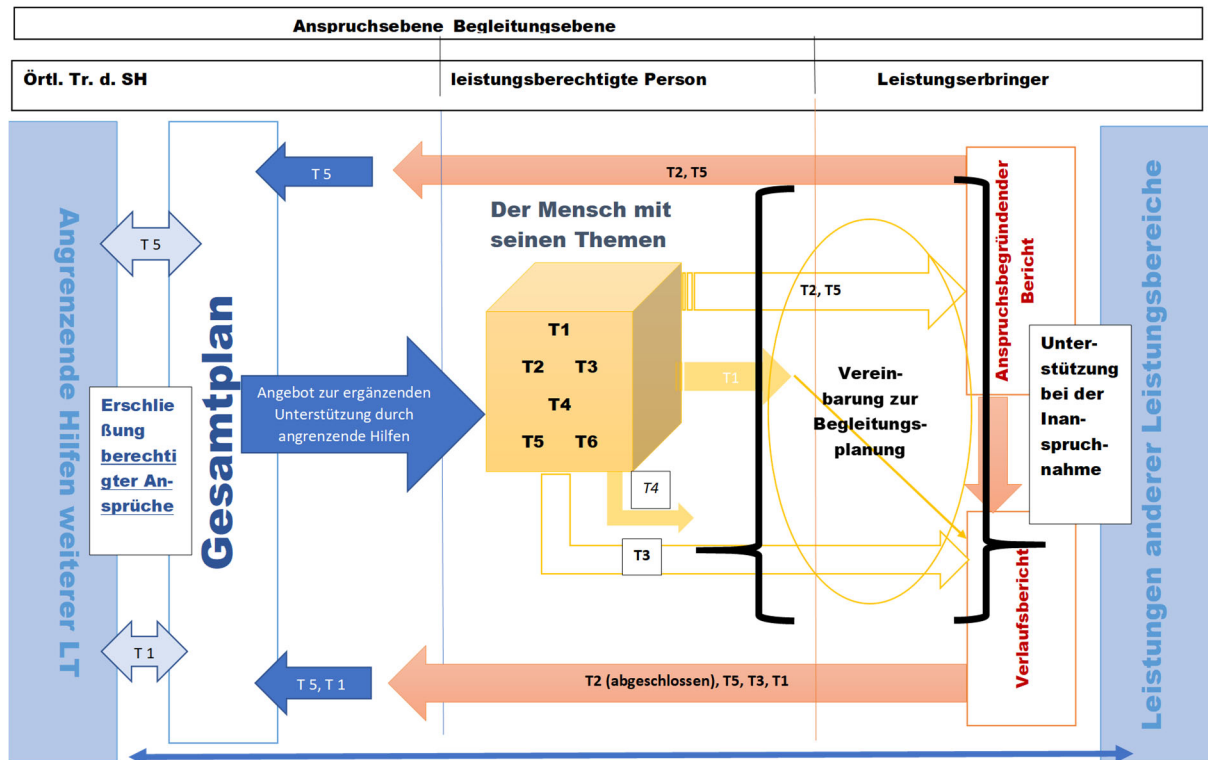 Anspruchsebene Begleitungsebene
Örtl. Tr. d. SH
leistungsberechtigte Person
Leistungserbringer
Angrenzende Hilfen weiterer LT
T 5
Erschlie
ßung
berechti
gter An-
sprüche
T 1
Gesamtplan
T 5
T2, T5
Der Mensch mit
seinen Themen
Angebot zur ergänzenden
Unterstützung durch
angrenzende Hilfen
T1
T2 T3
T4
T5 T6
T2, T5
T1
T4
T3
Verein-
barung zur
Begleitungs-
planung
Anspruchsbegründender
Bericht
Verlaufsbericht
Unter-
stützung
bei der
Inan-
spruch-
nahme
Leistungen anderer Leistungsbereiche
T 5, T 1
T2 (abgeschlossen), T5, T3, T1